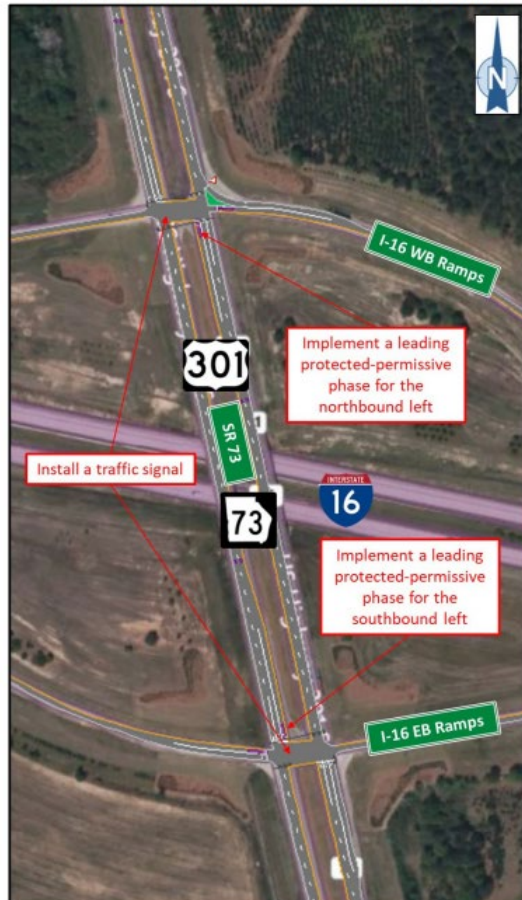 N
I-16 WB Ramps
Implement a leading
protected-permissive
phase for the
northbound left
301
SR 73
Install a traffic signal
INTERSTATE
16
73
Implement a leading
protected-permissive
phase for the
southbound left
I-16 EB Ramps